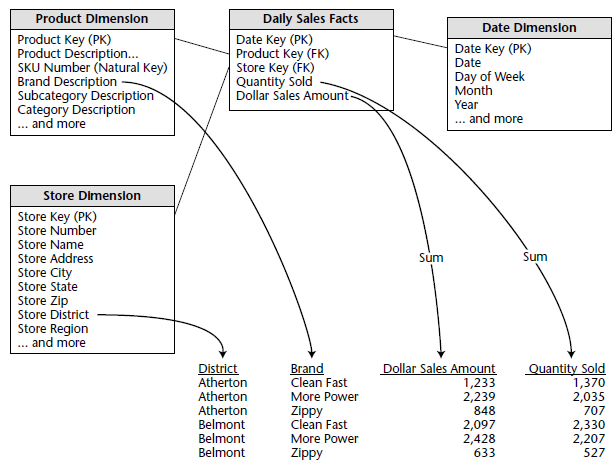 Product Dimension
Product Key (PK)
Product Description...
SKU Number (Natural Key)
Brand Description
Subcategory Description
Category Description
... and more
Daily Sales Facts
Date Key (PK)
Product Key (FK)
Store Key (FK)
Quantity Sold
Dollar Sales Amount
Date Dimension
Date Key (PK)
Date
Day of Week
Month
Year
... and more
Store Dimension
Store Key (PK)
Store Number
Store Name
Store Address
Store City
Store State
Store Zip
Store District
Store Region
... and more
Sum
Sum
District Brand Dollar Sales Amount Quantity Sold
Atherton Clean Fast 1,233 1,370
Atherton More Power 2,239 2,035
Atherton Zippy 848 707
Belmont Clean Fast 2,097 2,330
Belmont More Power 2,428 2,207
Belmont Zippy 633 527